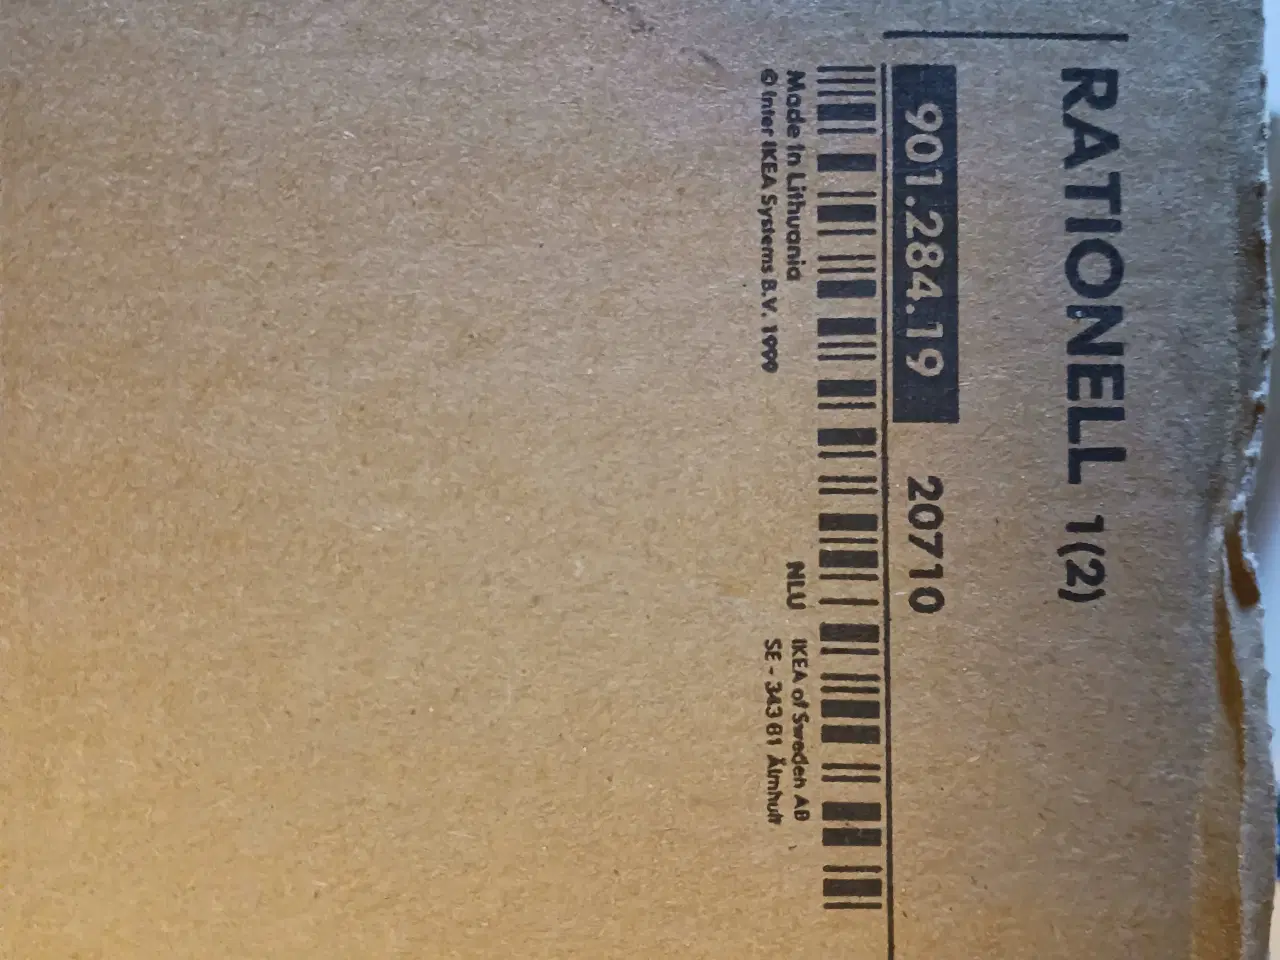 RATIONELL 1(2)
901.284.19 20710
Made in Lithuania NLU IKEA of Sweden AB
© Inter IKEA Systems B.V. 1999 SE - 343 81 Älmhult